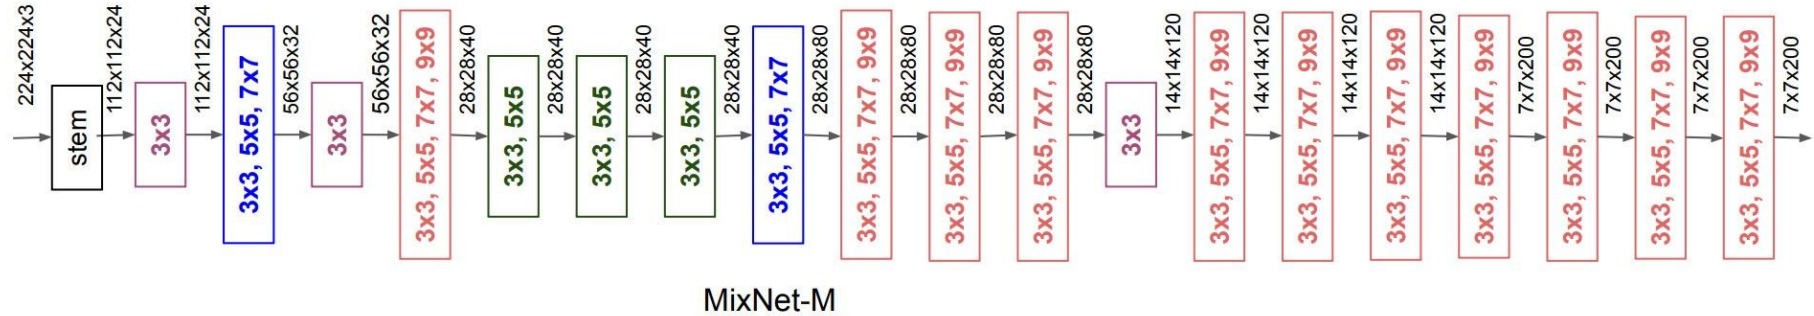 224x224x3
stem
112x112x24
3x3
112x112x24
3x3, 5x5, 7x7
56x56x32
3x3
56x56x32
3x3, 5x5, 7x7, 9x9
28x28x40
3x3, 5x5
28x28x40
3x3, 5x5
28x28x40
3x3, 5x5
28x28x40
3x3, 5x5, 7x7
28x28x80
3x3, 5x5, 7x7, 9x9
28x28x80
3x3, 5x5, 7x7, 9x9
28x28x80
3x3, 5x5, 7x7, 9x9
28x28x80
3x3
14x14x120
3x3, 5x5, 7x7, 9x9
14x14x120
3x3, 5x5, 7x7, 9x9
14x14x120
3x3, 5x5, 7x7, 9x9
14x14x120
3x3, 5x5, 7x7, 9x9
7x7x200
3x3, 5x5, 7x7, 9x9
7x7x200
3x3, 5x5, 7x7, 9x9
7x7x200
3x3, 5x5, 7x7, 9x9
7x7x200
MixNet-M